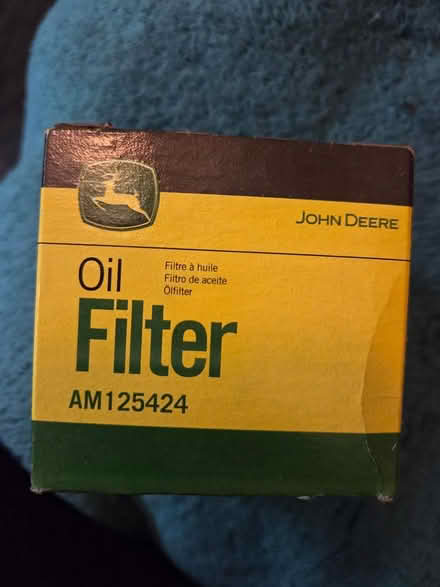 JOHN DEERE
Oil
Filtre à huile
Filtro de aceite
Ölfilter
Filter
AM125424